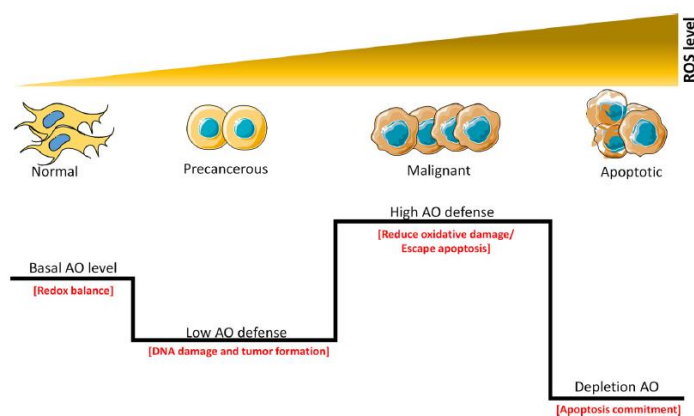 ROS level
Normal
Precancerous
Malignant
Apoptotic
High AO defense
[Reduce oxidative damage/
Escape apoptosis]
Basal AO level
[Redox balance]
Low AO defense
[DNA damage and tumor formation]
Depletion AO
[Apoptosis commitment]